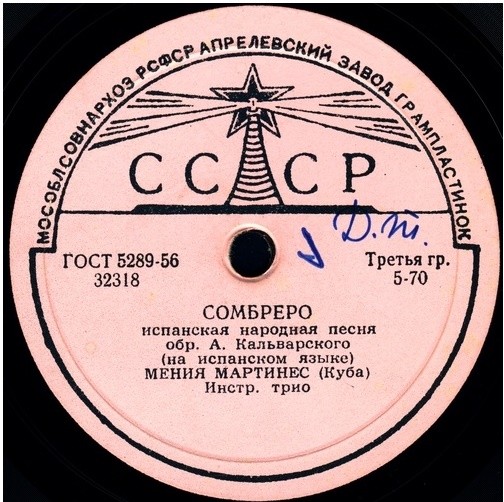 МОСОБЛСОВНАРХОЗ РСФСР АПРЕЛЕВСКИЙ ЗАВОД ГРАМПЛАСТИНОК
СССР
Д.т.
ГОСТ 5289-56
32318
Третья гр.
5-70
СОМБРЕРО
испанская народная песня
обр. А. Кальварского
(на испанском языке)
МЕНИЯ МАРТИНЕС (Куба)
Инстр. трио